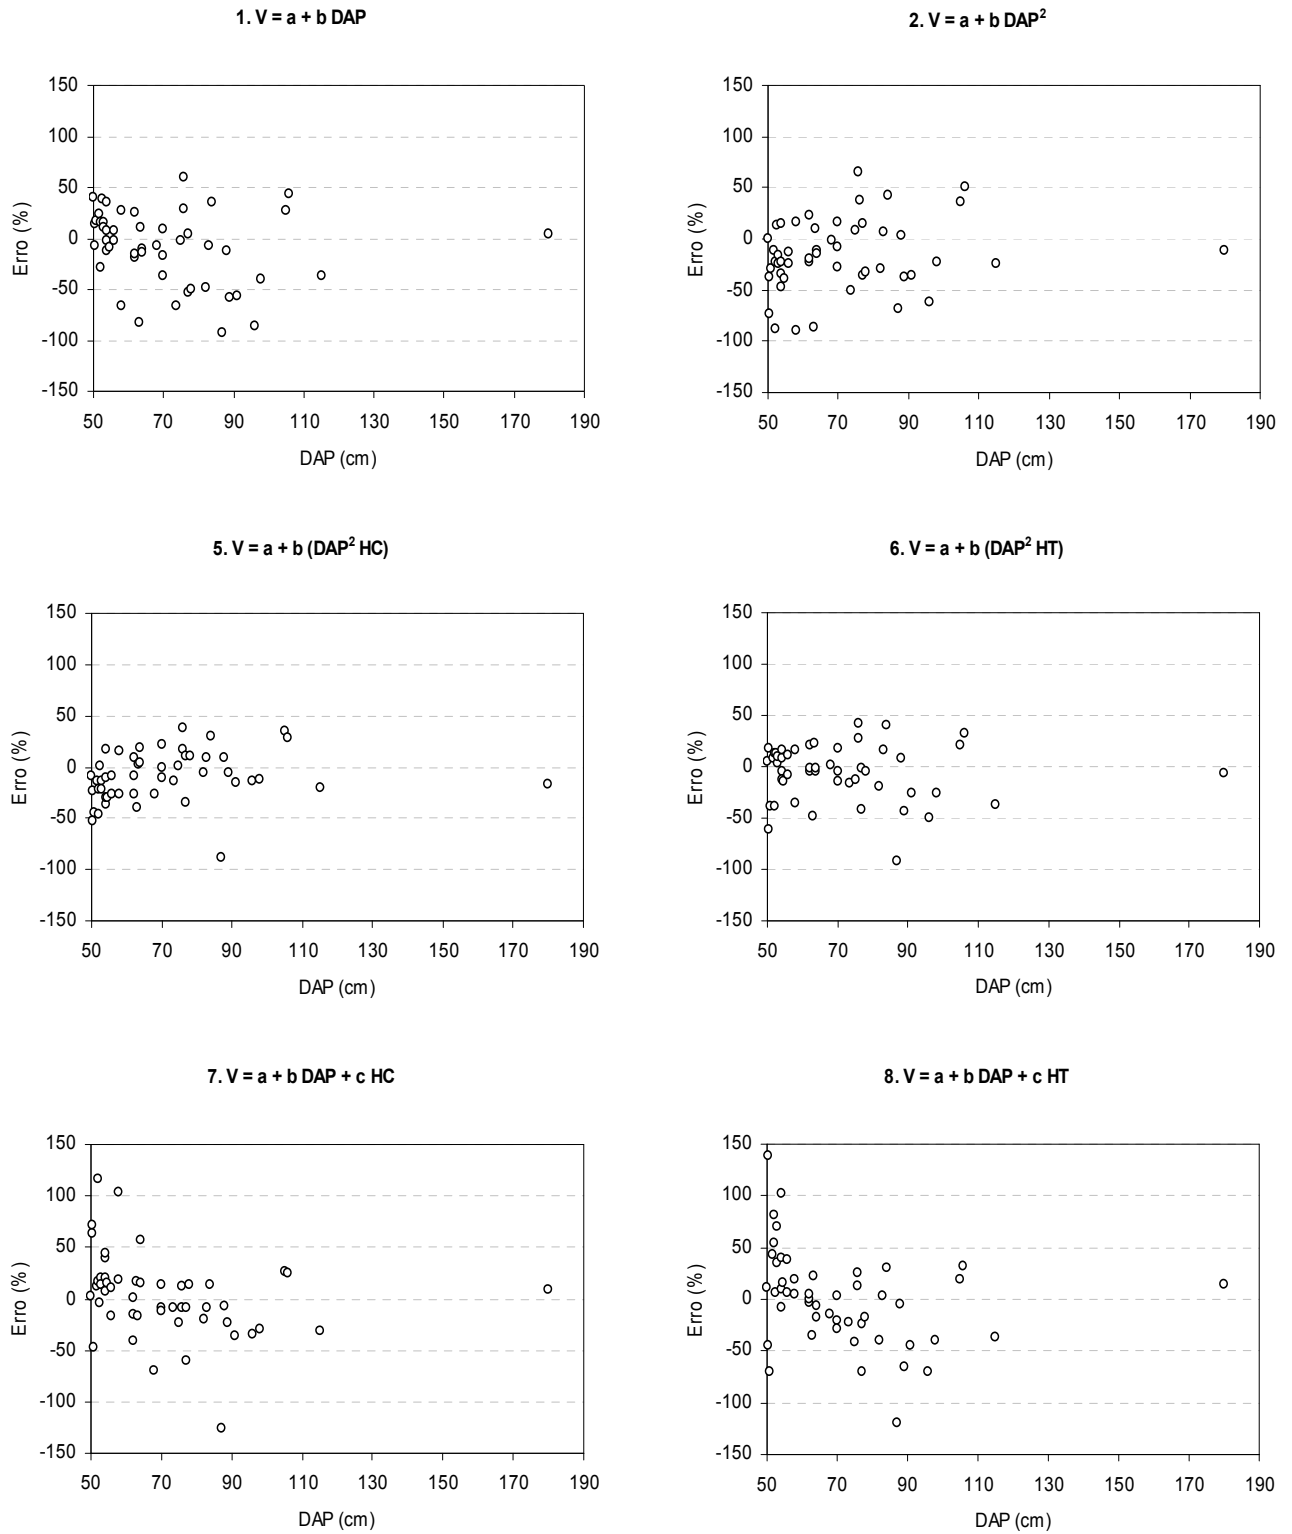 1. V = a + b DAP
150
100
50
0
-50
-100
-150
Erro (%)
50 70 90 110 130 150 170 190
DAP (cm)
2. V = a + b DAP²
150
100
50
0
-50
-100
-150
Erro (%)
50 70 90 110 130 150 170 190
DAP (cm)
5. V = a + b (DAP² HC)
150
100
50
0
-50
-100
-150
Erro (%)
50 70 90 110 130 150 170 190
DAP (cm)
6. V = a + b (DAP² HT)
150
100
50
0
-50
-100
-150
Erro (%)
50 70 90 110 130 150 170 190
DAP (cm)
7. V = a + b DAP + c HC
150
100
50
0
-50
-100
-150
Erro (%)
50 70 90 110 130 150 170 190
DAP (cm)
8. V = a + b DAP + c HT
150
100
50
0
-50
-100
-150
Erro (%)
50 70 90 110 130 150 170 190
DAP (cm)